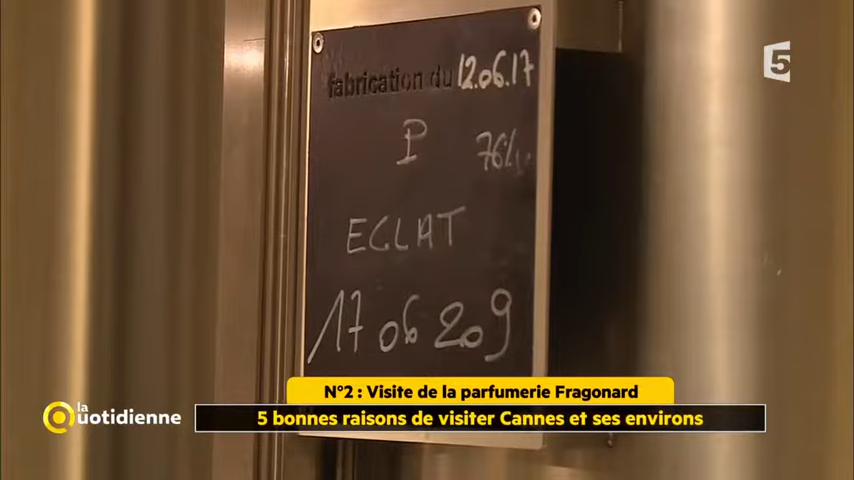 5
fabrication du 12.06.17
P 76%
ECLAT
17 06 209
N°2 : Visite de la parfumerie Fragonard
la Quotidienne
5 bonnes raisons de visiter Cannes et ses environs